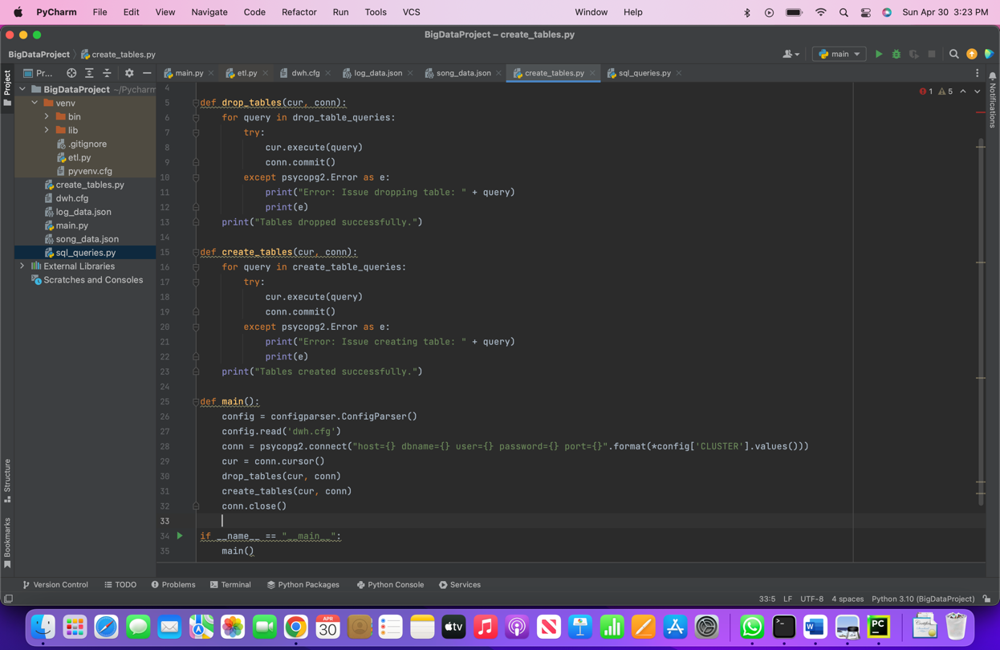 PyCharm File Edit View Navigate Code Refactor Run Tools VCS Window Help Sun Apr 30 3:23 PM
BigDataProject – create_tables.py
BigDataProject create_tables.py main
Project Pr... main.py etl.py dwh.cfg log_data.json song_data.json create_tables.py sql_queries.py Notifications
BigDataProject ~/Pycharm
venv
bin
lib
.gitignore
etl.py
pyvenv.cfg
create_tables.py
dwh.cfg
log_data.json
main.py
song_data.json
sql_queries.py
External Libraries
Scratches and Consoles
1 5
4
5 def drop_tables(cur, conn):
6 for query in drop_table_queries:
7 try:
8 cur.execute(query)
9 conn.commit()
10 except psycopg2.Error as e:
11 print("Error: Issue dropping table: " + query)
12 print(e)
13 print("Tables dropped successfully.")
14
15 def create_tables(cur, conn):
16 for query in create_table_queries:
17 try:
18 cur.execute(query)
19 conn.commit()
20 except psycopg2.Error as e:
21 print("Error: Issue creating table: " + query)
22 print(e)
23 print("Tables created successfully.")
24
25 def main():
26 config = configparser.ConfigParser()
27 config.read('dwh.cfg')
28 conn = psycopg2.connect("host={} dbname={} user={} password={} port={}".format(*config['CLUSTER'].values()))
29 cur = conn.cursor()
30 drop_tables(cur, conn)
31 create_tables(cur, conn)
32 conn.close()
33
34 if __name__ == "__main__":
35 main()
Structure
Bookmarks
Version Control TODO Problems Terminal Python Packages Python Console Services
33:5 LF UTF-8 4 spaces Python 3.10 (BigDataProject)
APR
30
tv
W
PC